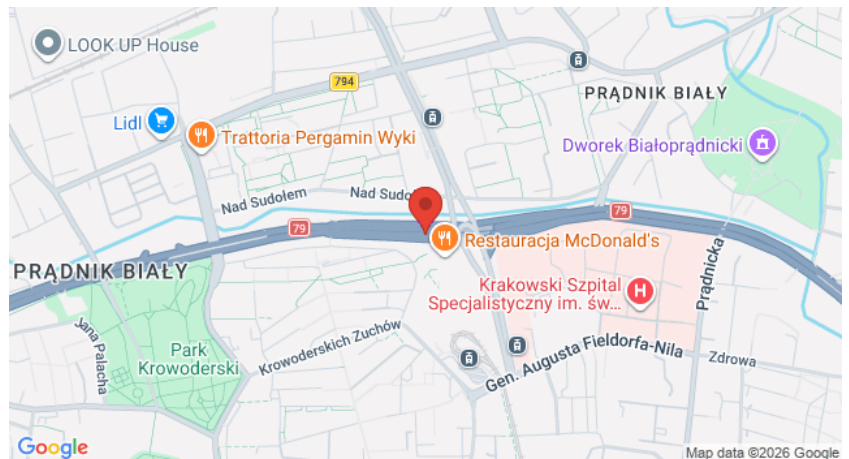 LOOK UP House
794
PRĄDNIK BIAŁY
Lidl
Trattoria Pergamin Wyki
Dworek Białoprądnicki
Nad Sudołem
Nad Sudoł
79
79
Restauracja McDonald's
PRĄDNIK BIAŁY
Krakowski Szpital
Specjalistyczny im. św...
H
Prądnicka
Jana Palacha
Park
Krowoderski
Krowoderskich Zuchów
Gen. Augusta Fieldorfa-Nila
Zdrowa
Google
Map data ©2026 Google